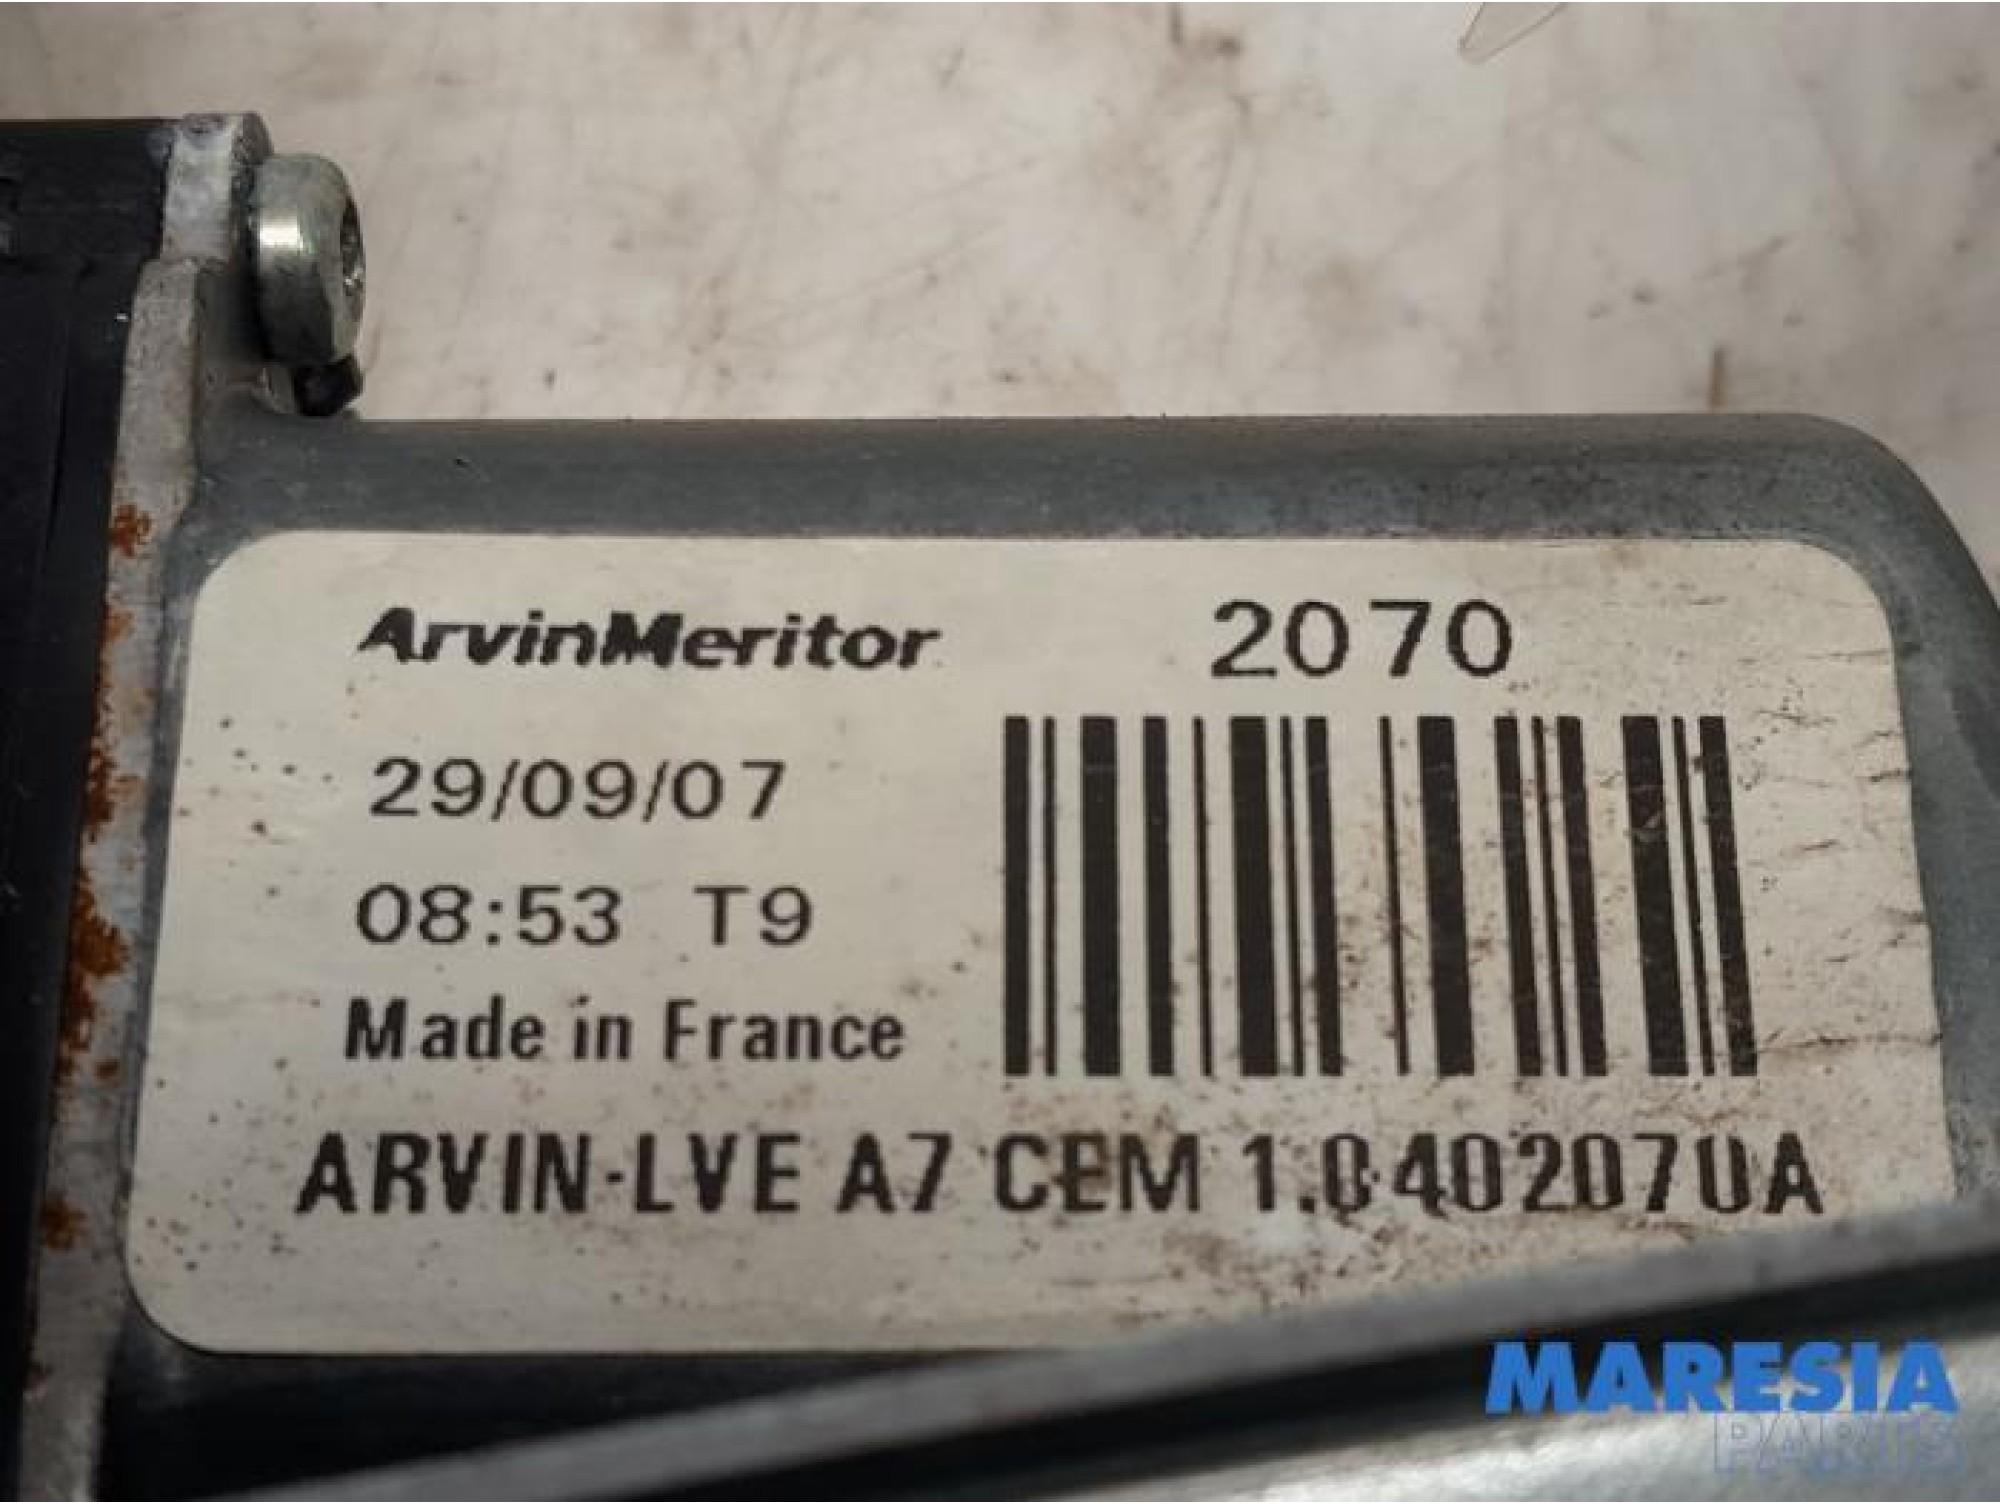 ArvinMeritor 2070
29/09/07
08:53 T9
Made in France
ARVIN-LVE A7 CEM 1.0402070A
MARESIA
PARTS